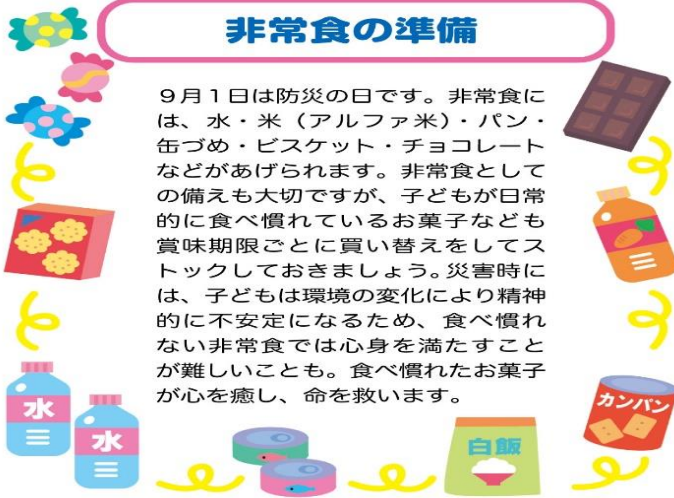 非常食の準備
９月１日は防災の日です。非常食に
は、水・米（アルファ米）・パン・
缶づめ・ビスケット・チョコレート
などがあげられます。非常食として
の備えも大切ですが、子どもが日常
的に食べ慣れているお菓子なども
賞味期限ごとに買い替えをしてス
トックしておきましょう。災害時に
は、子どもは環境の変化により精神
的に不安定になるため、食べ慣れ
ない非常食では心身を満たすこと
が難しいことも。食べ慣れたお菓子
が心を癒し、命を救います。
水
水
白飯
カンパン